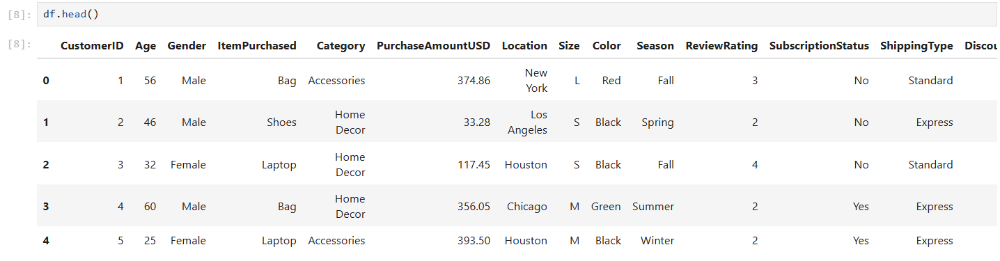 [8]: df.head()
[8]:
CustomerID Age Gender ItemPurchased Category PurchaseAmountUSD Location Size Color Season ReviewRating SubscriptionStatus ShippingType Discou
0 1 56 Male Bag Accessories 374.86 New York L Red Fall 3 No Standard
1 2 46 Male Shoes Home Decor 33.28 Los Angeles S Black Spring 2 No Express
2 3 32 Female Laptop Home Decor 117.45 Houston S Black Fall 4 No Standard
3 4 60 Male Bag Home Decor 356.05 Chicago M Green Summer 2 Yes Express
4 5 25 Female Laptop Accessories 393.50 Houston M Black Winter 2 Yes Express